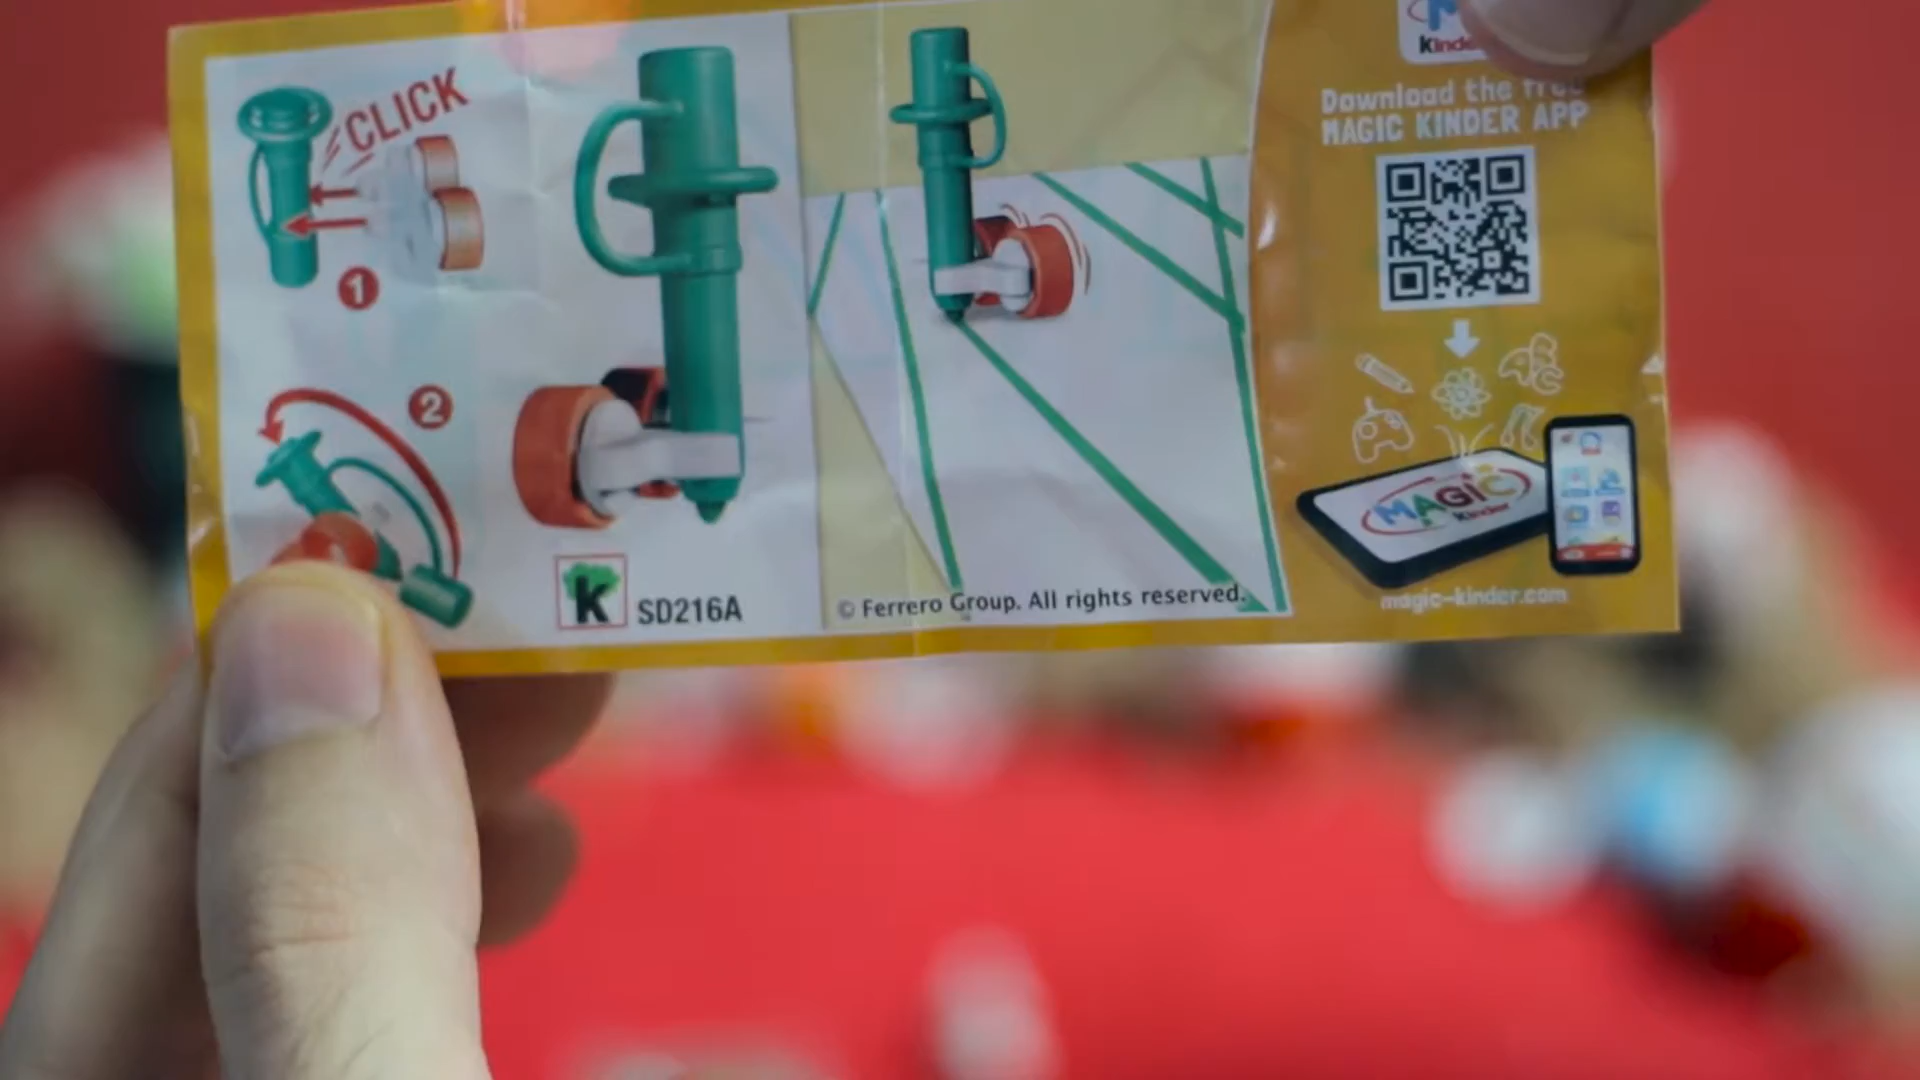 CLICK
1
2
K SD216A
© Ferrero Group. All rights reserved.
Kinder
Download the free
MAGIC KINDER APP
MAGIC
Kinder
magic-kinder.com